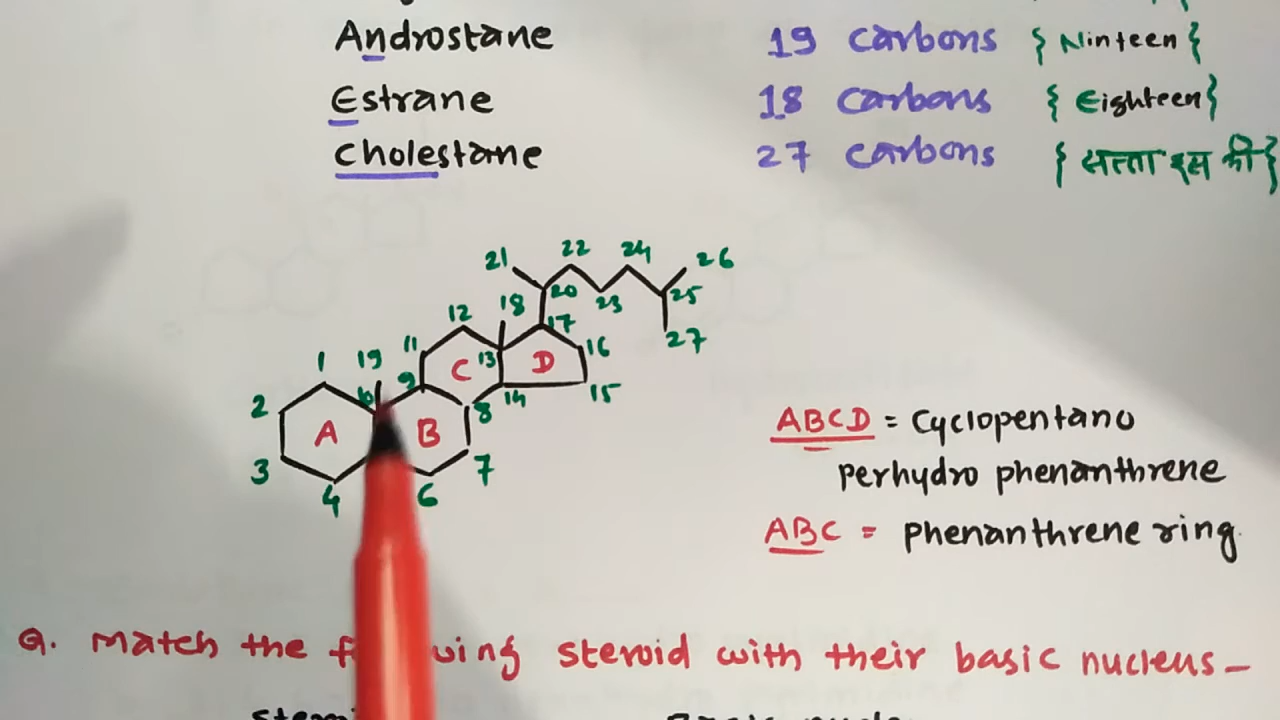 Androstane 19 carbons { Ninteen }
Estrane 18 carbons { Eighteen }
cholestane 27 carbons { सत्ता इस की }
21 22 24 26
20 23 25
12 18 17 27
11 16
1 19 C 13 D
9 15
2 10 8 14
A B
3 7
4 6
ABCD = Cyclopentano
perhydro phenanthrene
ABC = phenanthrene ring
Q. Match the steroid with their basic nucleus -